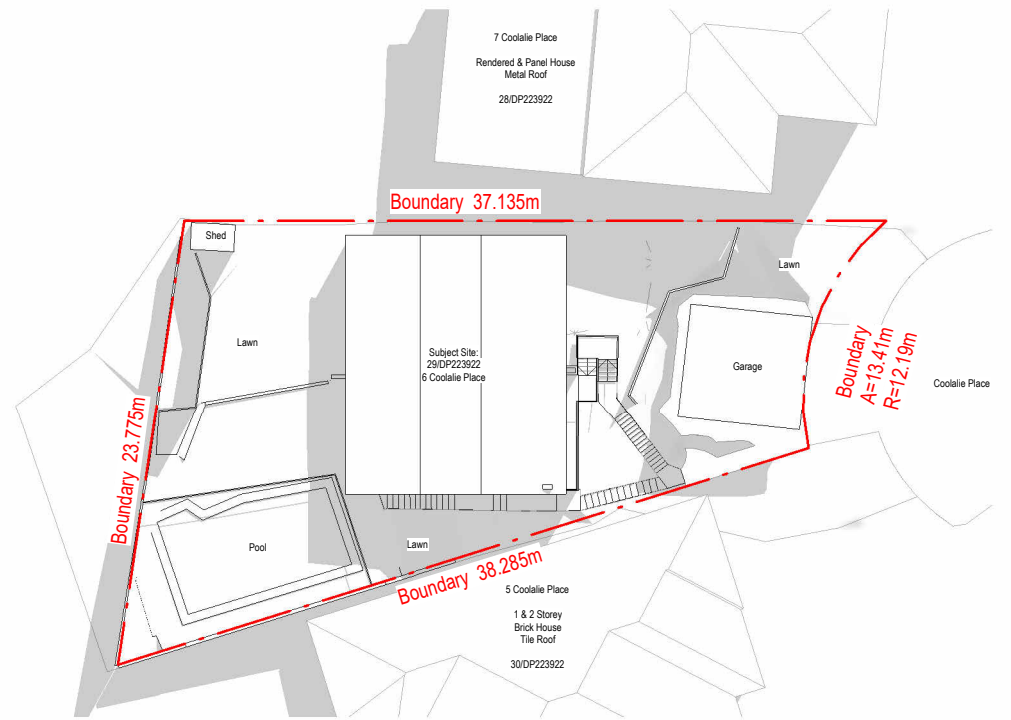 7 Coolalie Place
Rendered & Panel House
Metal Roof
28/DP223922
Boundary 37.135m
Shed
Lawn
Lawn
Subject Site:
29/DP223922
6 Coolalie Place
Garage
Boundary
A=13.41m
R=12.19m
Coolalie Place
Boundary 23.775m
Pool
Lawn
Boundary 38.285m
5 Coolalie Place
1 & 2 Storey
Brick House
Tile Roof
30/DP223922